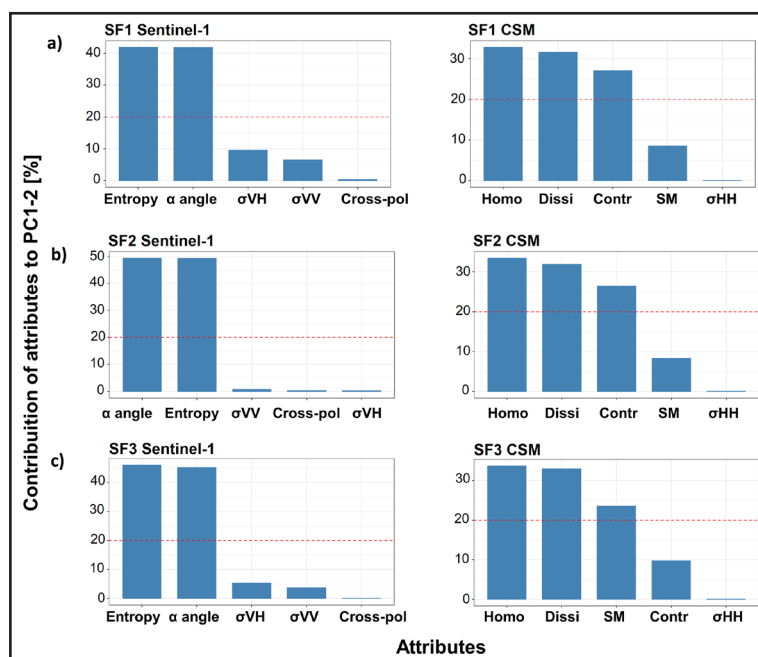 Contribuition of attributes to PC1-2 [%]
a)
SF1 Sentinel-1
40
30
20
10
0
Entropy α angle σVH σVV Cross-pol
SF1 CSM
30
20
10
0
Homo Dissi Contr SM σHH
b)
SF2 Sentinel-1
50
40
30
20
10
0
α angle Entropy σVV Cross-pol σVH
SF2 CSM
30
20
10
0
Homo Dissi Contr SM σHH
c)
SF3 Sentinel-1
40
30
20
10
0
Entropy α angle σVH σVV Cross-pol
SF3 CSM
30
20
10
0
Homo Dissi SM Contr σHH
Attributes